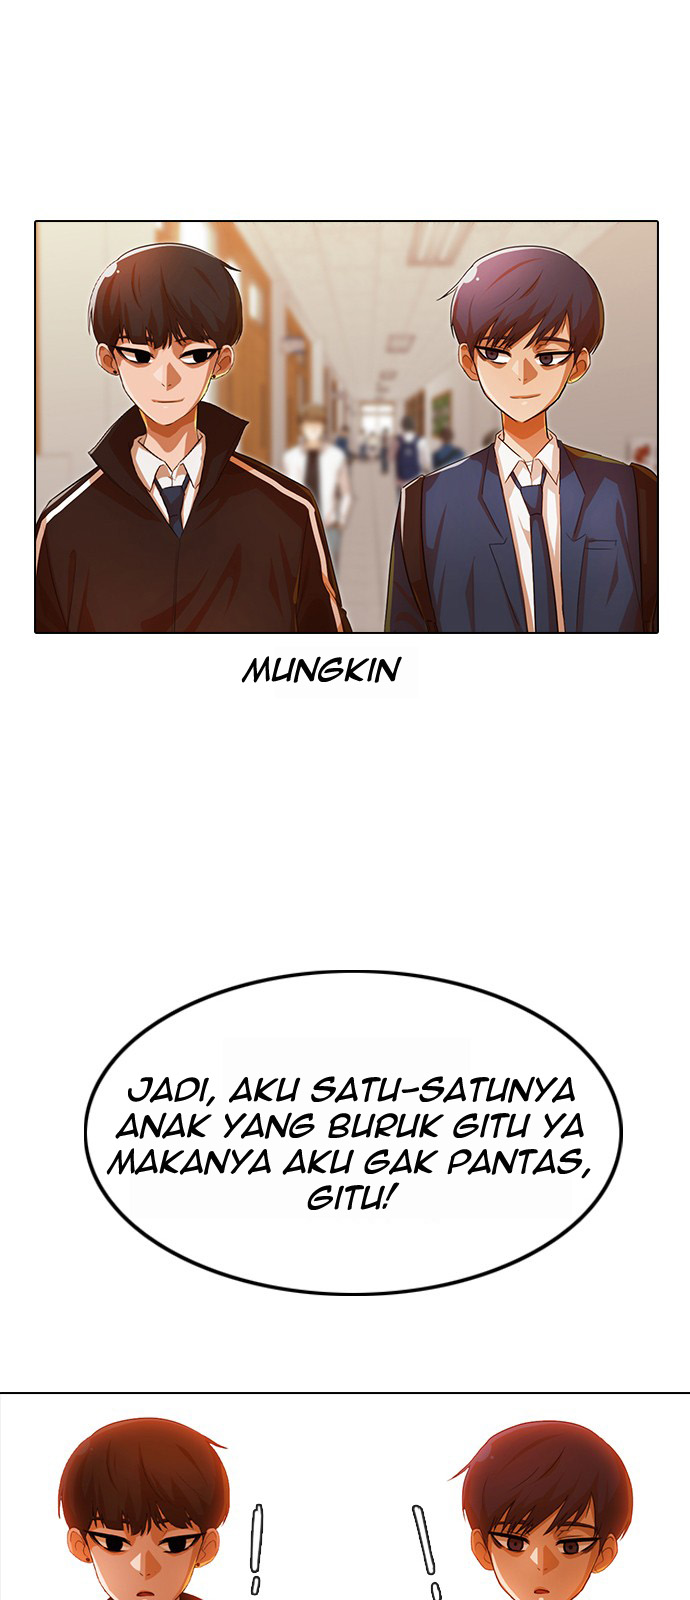 MUNGKIN
JADI, AKU SATU-SATUNYA
ANAK YANG BURUK GITU YA
MAKANYA AKU GAK PANTAS,
GITU!
!
!